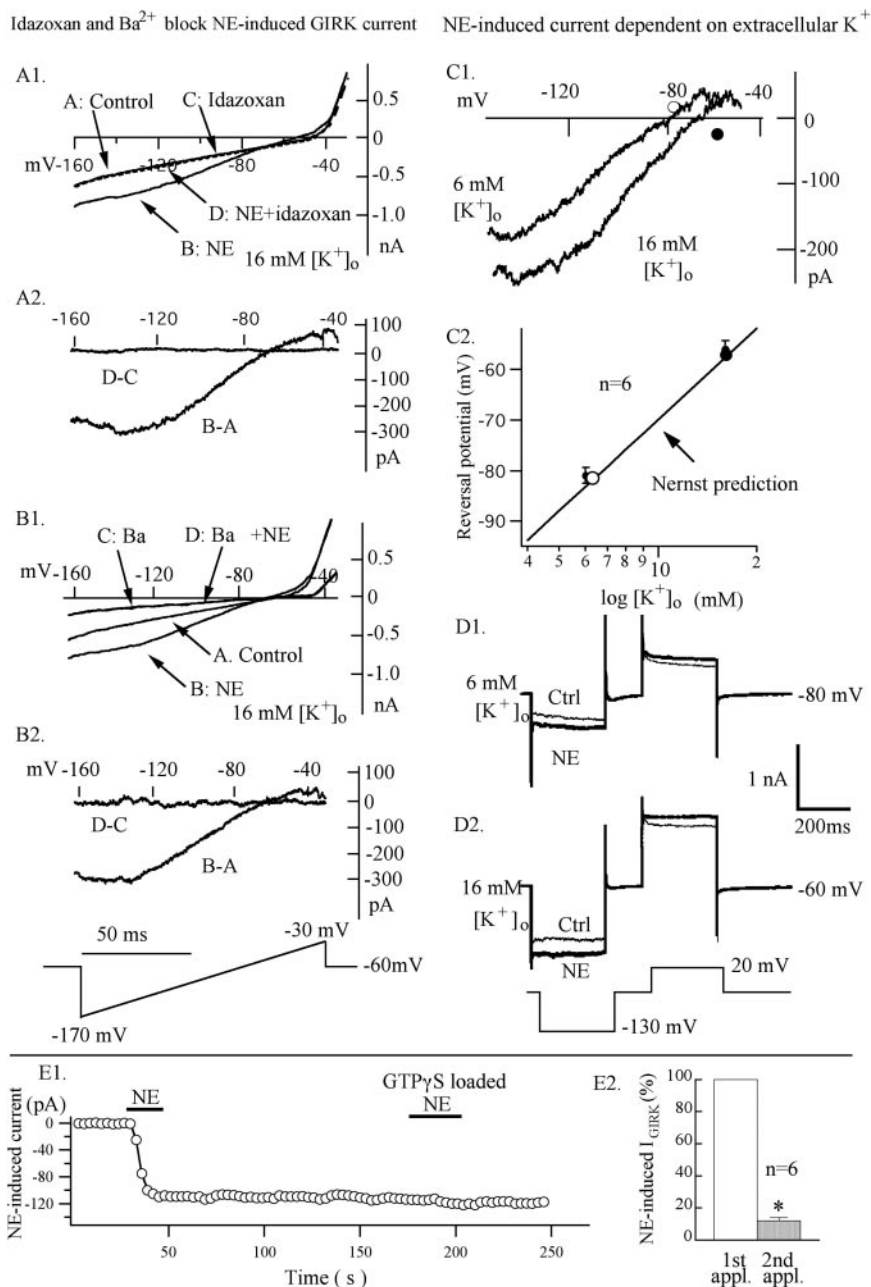 Idazoxan and Ba²⁺ block NE-induced GIRK current
NE-induced current dependent on extracellular K⁺
A1.
A: Control
C: Idazoxan
0.5
0
-0.5
-1.0
nA
mV-160
-120
-80
-40
D: NE+idazoxan
B: NE
16 mM [K⁺]ₒ
A2.
-160
-120
-80
-40
100
0
-100
-200
-300
pA
D-C
B-A
B1.
C: Ba
D: Ba +NE
mV -160
-120
-80
-40
0.5
0
-0.5
-1.0
nA
A. Control
B: NE
16 mM [K⁺]ₒ
B2.
mV -160
-120
-80
-40
100
0
-100
-200
-300
pA
D-C
B-A
50 ms
-30 mV
-60mV
-170 mV
C1.
mV
-120
-80
-40
0
-100
-200
pA
6 mM
[K⁺]ₒ
16 mM
[K⁺]ₒ
C2.
Reversal potential (mV)
-60
-70
-80
-90
n=6
Nernst prediction
4
5
6
7
8
9
10
2
log [K⁺]ₒ (mM)
D1.
6 mM
[K⁺]ₒ
Ctrl
NE
-80 mV
1 nA
200ms
D2.
16 mM
[K⁺]ₒ
Ctrl
NE
-60 mV
20 mV
-130 mV
E1.
NE-induced current
(pA)
0
-40
-80
-120
NE
GTPγS loaded
NE
50
100
150
200
250
Time ( s )
E2.
NE-induced I GIRK (%)
100
80
60
40
20
0
n=6
*
1st appl.
2nd appl.